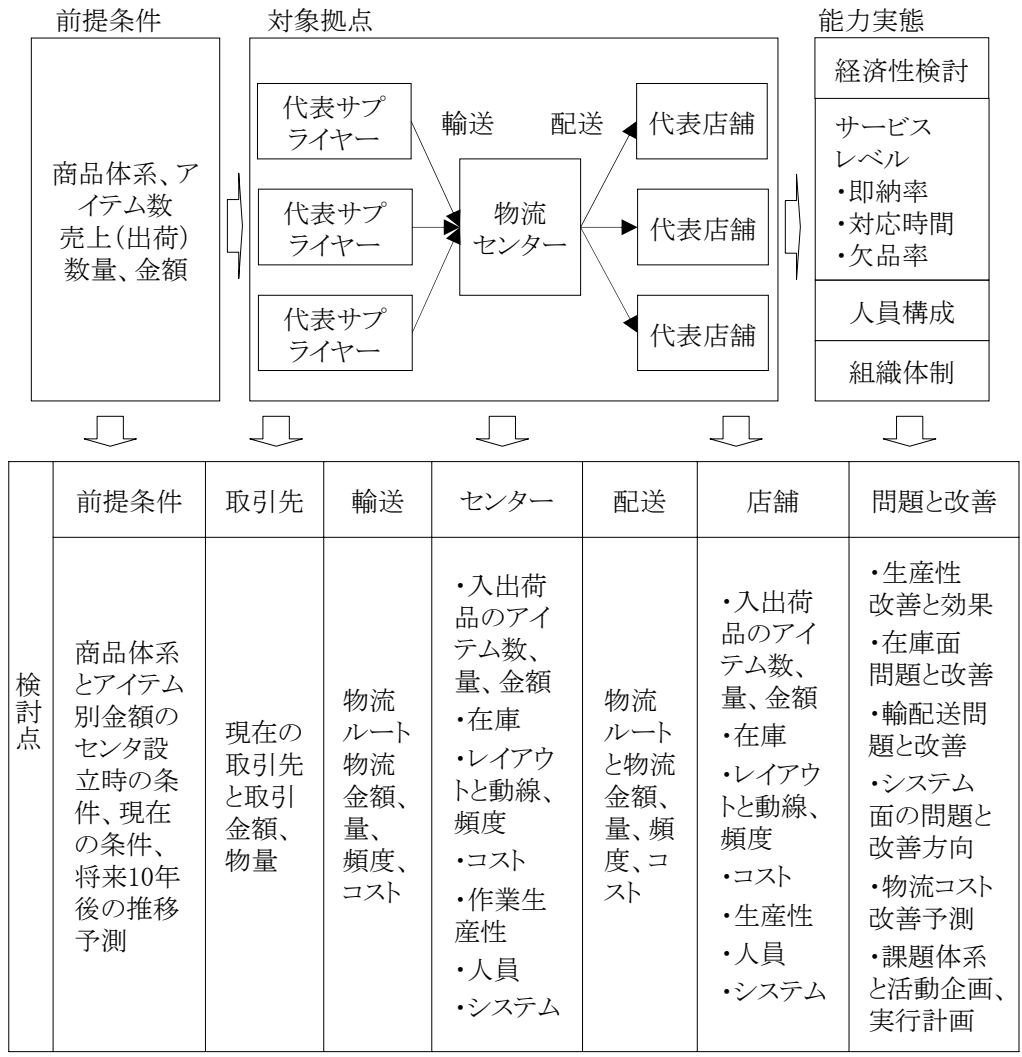 前提条件
対象拠点
能力実態
商品体系、ア
イテム数
売上(出荷)
数量、金額
代表サプ
ライヤー
代表サプ
ライヤー
代表サプ
ライヤー
輸送
物流
センター
配送
代表店舗
代表店舗
代表店舗
経済性検討
サービス
レベル
・即納率
・対応時間
・欠品率
人員構成
組織体制
検
討
点
前提条件
取引先
輸送
センター
配送
店舗
問題と改善
商品体系
とアイテム
別金額の
センタ設
立時の条
件、現在
の条件、
将来10年
後の推移
予測
現在の
取引先
と取引
金額、
物量
物流
ルート
物流
金額、
量、
頻度、
コスト
・入出荷
品のアイ
テム数、
量、金額
・在庫
・レイアウ
トと動線、
頻度
・コスト
・作業生
産性
・人員
・システム
物流
ルート
と物流
金額、
量、頻
度、コ
スト
・入出荷
品のアイ
テム数、
量、金額
・在庫
・レイアウ
トと動線、
頻度
・コスト
・生産性
・人員
・システム
・生産性
改善と効果
・在庫面
問題と改善
・輸配送問
題と改善
・システム
面の問題と
改善方向
・物流コスト
改善予測
・課題体系
と活動企画、
実行計画